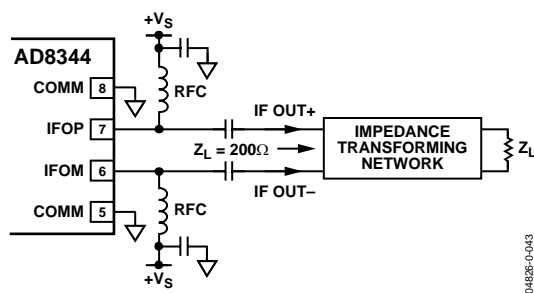 +VS
AD8344
COMM 8
RFC
IFOP 7
IF OUT+
ZL = 200Ω
IMPEDANCE
TRANSFORMING
NETWORK
ZL
IFOM 6
IF OUT–
COMM 5
RFC
+VS
04826-0-043